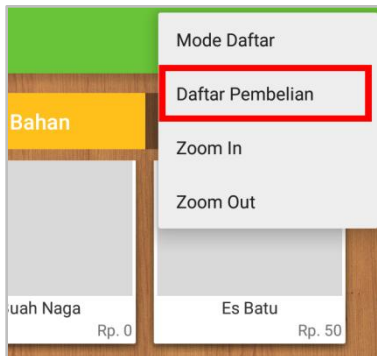 Mode Daftar
Daftar Pembelian
Bahan
Zoom In
Zoom Out
uah Naga
Rp. 0
Es Batu
Rp. 50